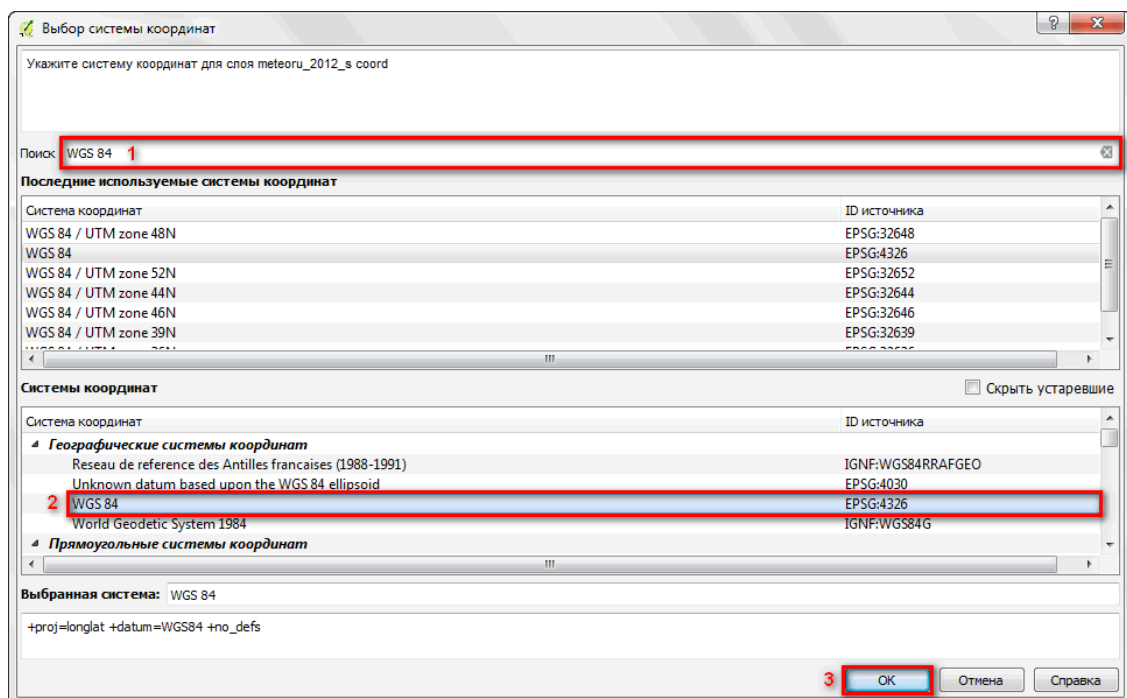 Выбор системы координат
Укажите систему координат для слоя meteoru_2012_s coord
Поиск WGS 84 1
Последние используемые системы координат
Система координат ID источника
WGS 84 / UTM zone 48N EPSG:32648
WGS 84 EPSG:4326
WGS 84 / UTM zone 52N EPSG:32652
WGS 84 / UTM zone 44N EPSG:32644
WGS 84 / UTM zone 46N EPSG:32646
WGS 84 / UTM zone 39N EPSG:32639
Системы координат Скрыть устаревшие
Система координат ID источника
Географические системы координат
Reseau de reference des Antilles francaises (1988-1991) IGNF:WGS84RRAFGEO
Unknown datum based upon the WGS 84 ellipsoid EPSG:4030
2 WGS 84 EPSG:4326
World Geodetic System 1984 IGNF:WGS84G
Прямоугольные системы координат
Выбранная система: WGS 84
+proj=longlat +datum=WGS84 +no_defs
3 OK Отмена Справка